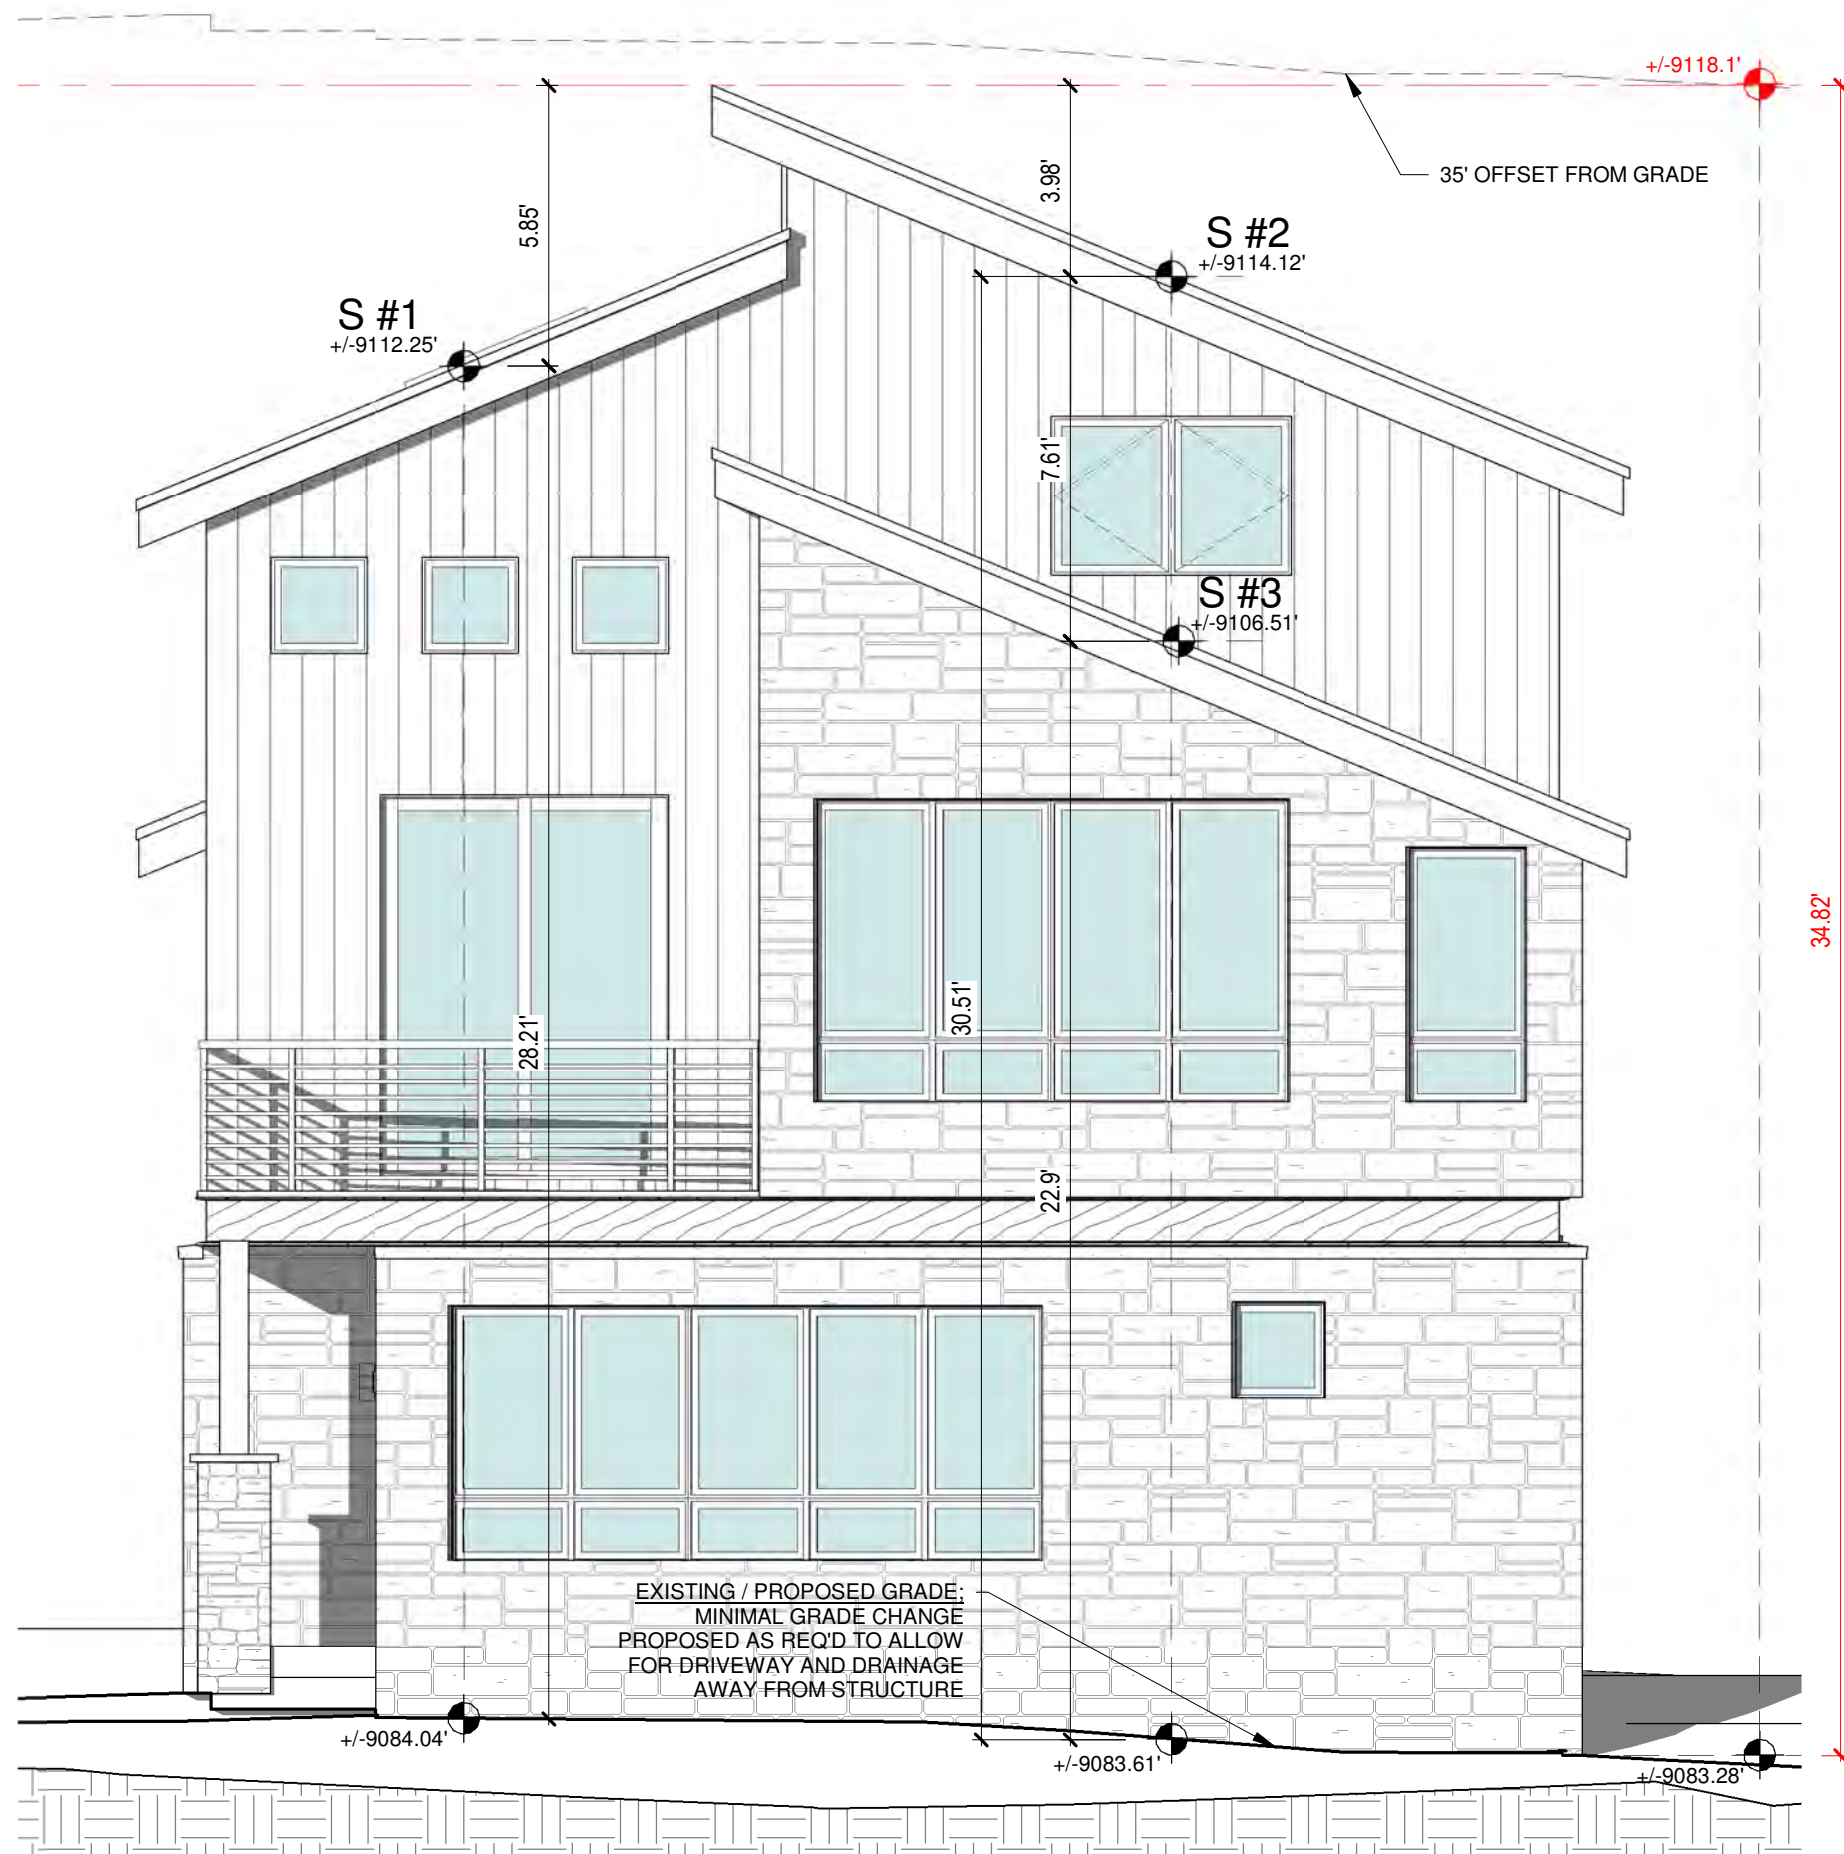 +/-9118.1'
35' OFFSET FROM GRADE
5.85'
3.98'
S #2
+/-9114.12'
S #1
+/-9112.25'
7.61'
S #3
+/-9106.51'
34.82'
28.21'
30.51'
22.9'
EXISTING / PROPOSED GRADE;
MINIMAL GRADE CHANGE
PROPOSED AS REQ'D TO ALLOW
FOR DRIVEWAY AND DRAINAGE
AWAY FROM STRUCTURE
+/-9084.04'
+/-9083.61'
+/-9083.28'